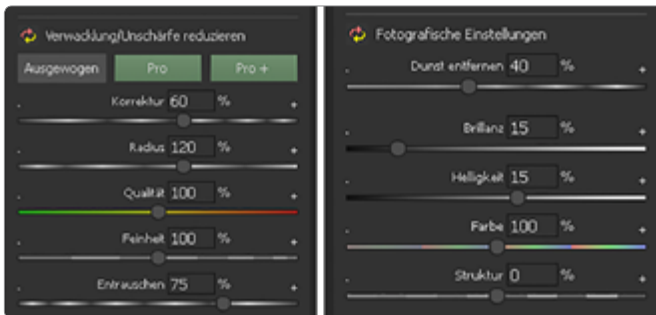 Verwacklung/Unschärfe reduzieren
Ausgewogen Pro Pro +
Korrektur 60 %
Radius 120 %
Qualität 100 %
Feinheit 100 %
Entrauschen 75 %
Fotografische Einstellungen
Dunst entfernen 40 %
Brillanz 15 %
Helligkeit 15 %
Farbe 100 %
Struktur 0 %